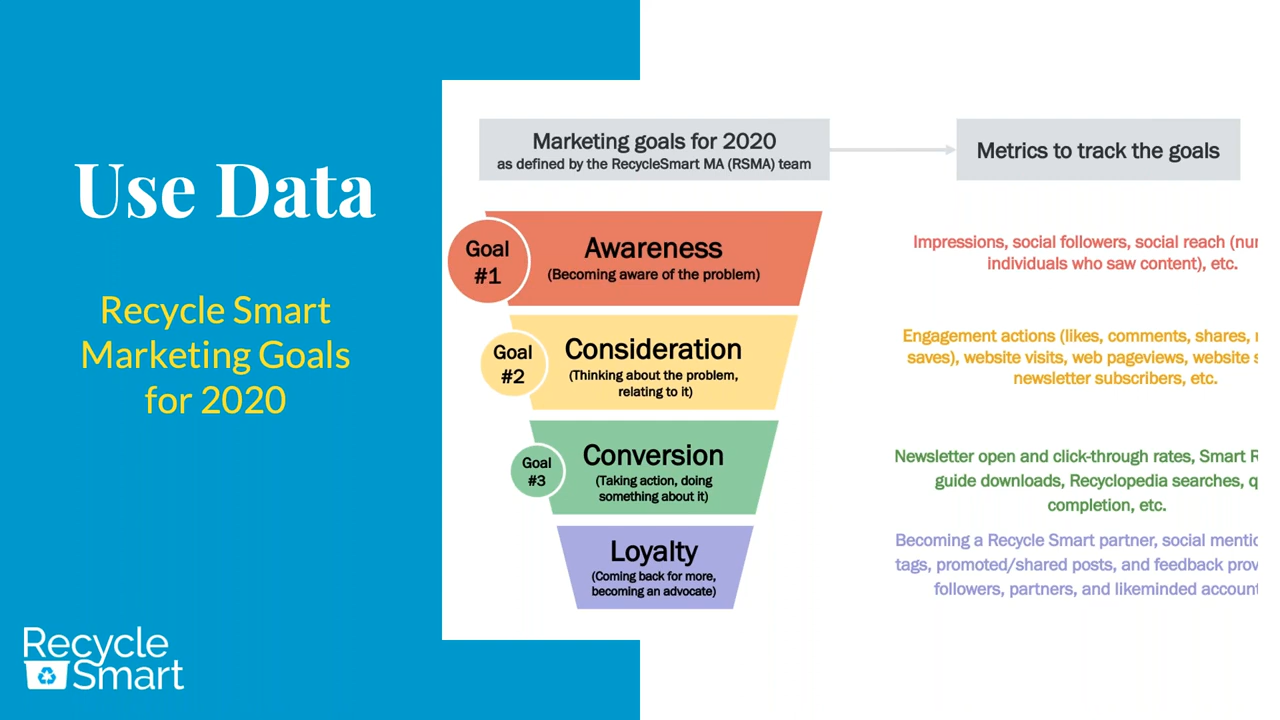 Use Data
Recycle Smart
Marketing Goals
for 2020
Recycle
Smart
Marketing goals for 2020
as defined by the RecycleSmart MA (RSMA) team
Metrics to track the goals
Goal
#1
Awareness
(Becoming aware of the problem)
Impressions, social followers, social reach
individuals who saw content), etc.
Goal
#2
Consideration
(Thinking about the problem,
relating to it)
Engagement actions (likes, comments, shares,
saves), website visits, web pageviews, website
newsletter subscribers, etc.
Goal
#3
Conversion
(Taking action, doing
something about it)
Newsletter open and click-through rates, Smart
guide downloads, Recyclopedia searches,
completion, etc.
Loyalty
(Coming back for more,
becoming an advocate)
Becoming a Recycle Smart partner, social
tags, promoted/shared posts, and feedback
followers, partners, and likeminded